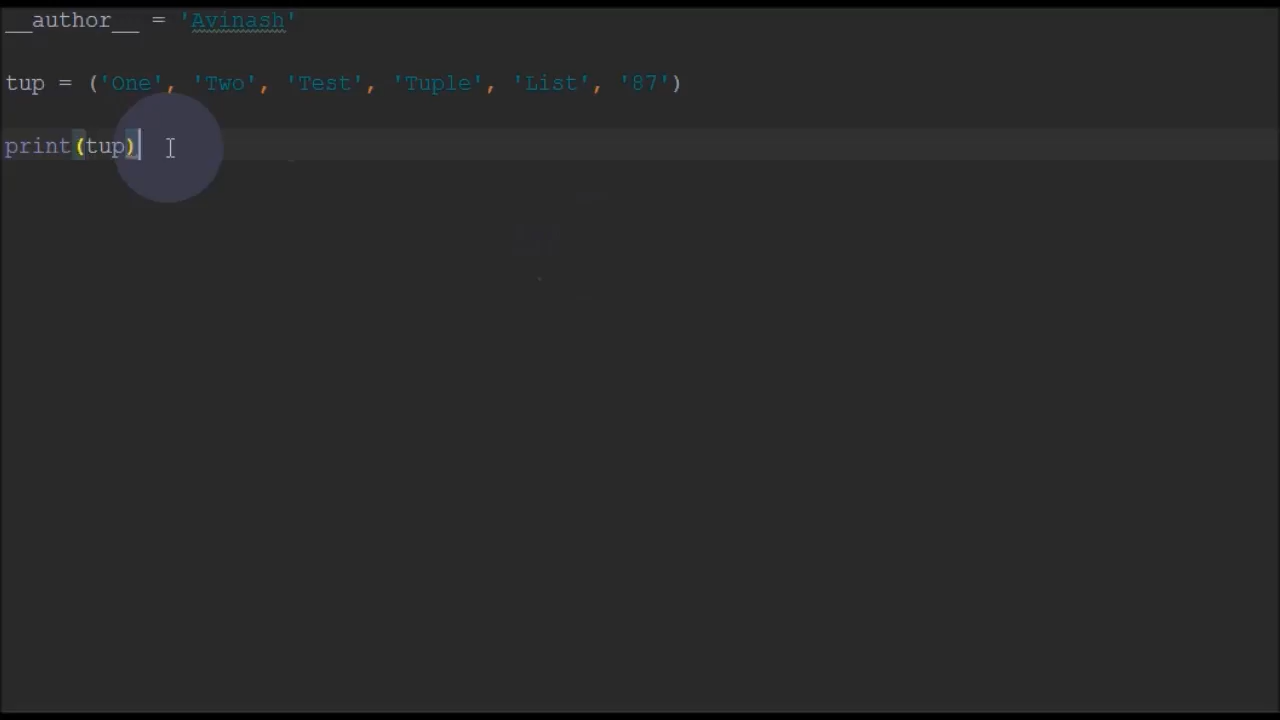 __author__ = 'Avinash'
tup = ('One', 'Two', 'Test', 'Tuple', 'List', '87')
print(tup)